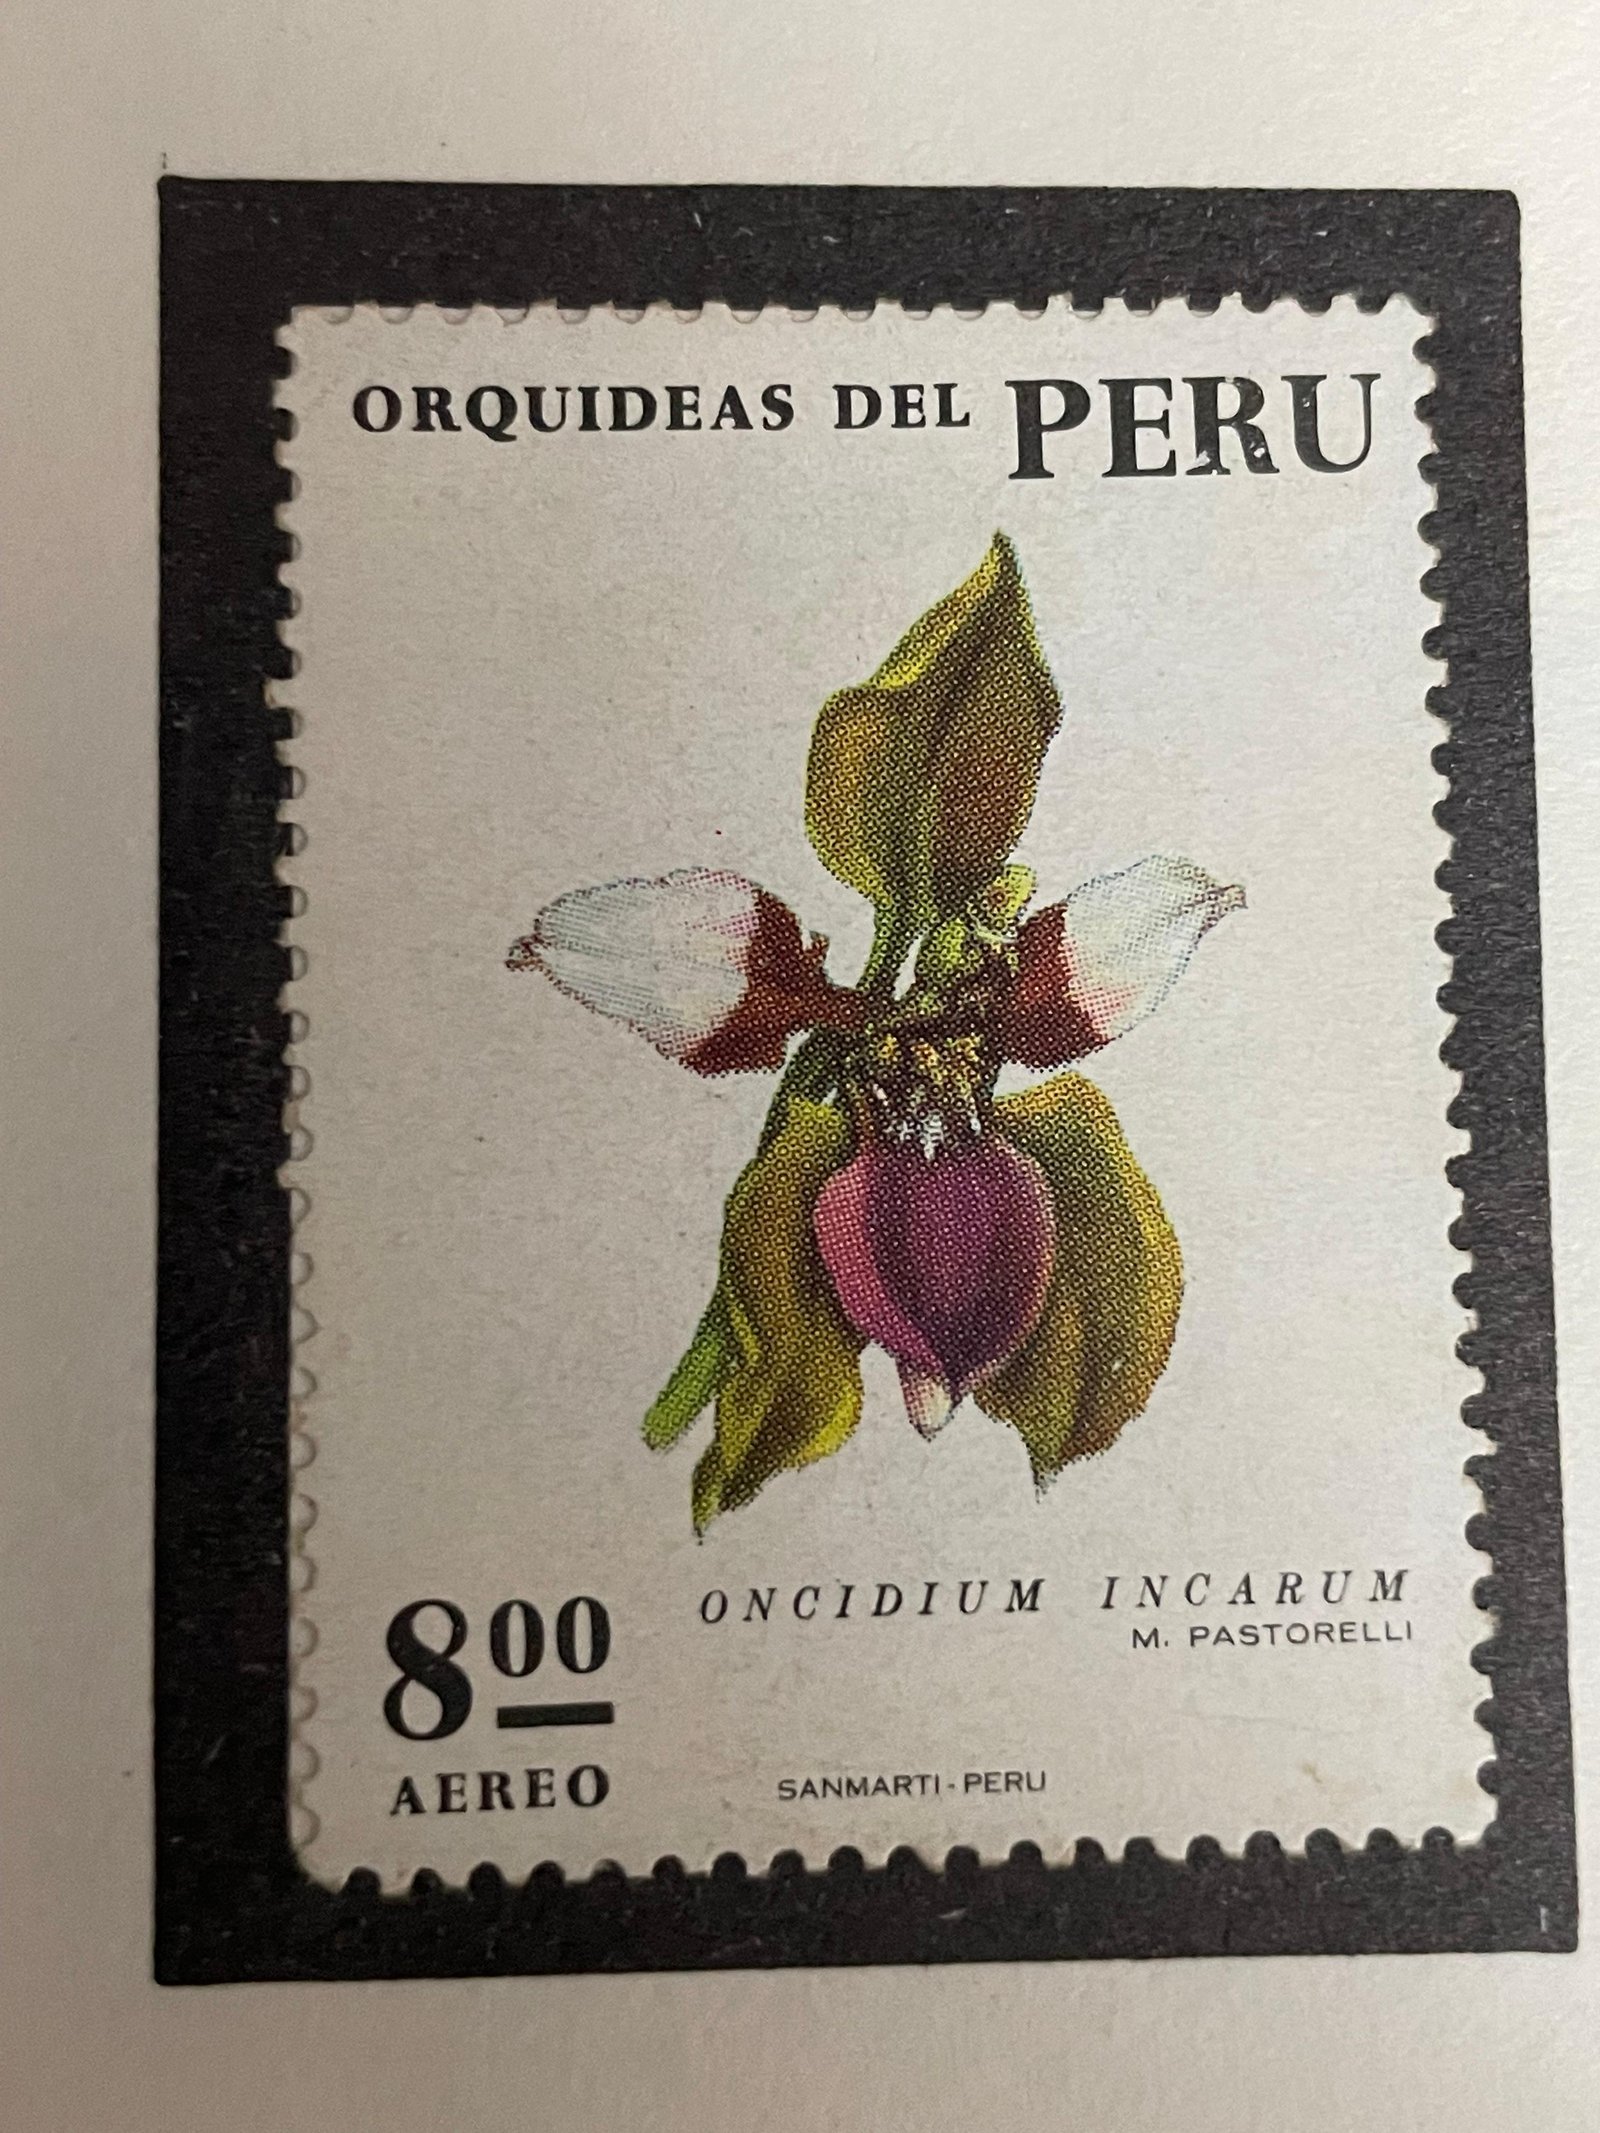 ORQUIDEAS DEL PERU
ONCIDIUM INCARUM
M. PASTORELLI
8.00
AEREO
SANMARTI - PERU